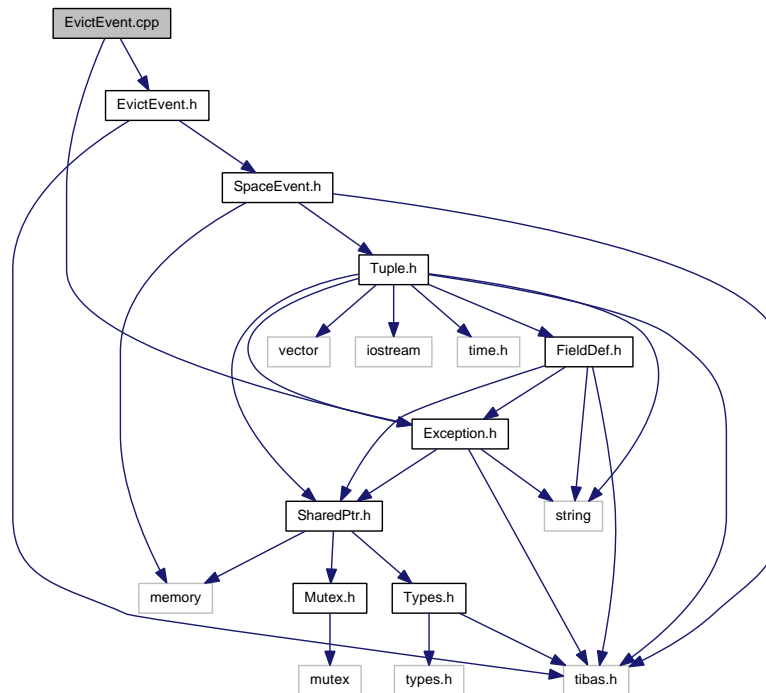 EvictEvent.cpp
EvictEvent.h
SpaceEvent.h
Tuple.h
vector
iostream
time.h
FieldDef.h
Exception.h
SharedPtr.h
string
memory
Mutex.h
Types.h
mutex
types.h
tibas.h